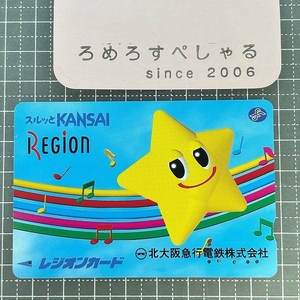 ろめろすぺしゃる
since 2006
スルッとKANSAI
REGiON
北大阪急行電鉄株式会社
レジオンカード